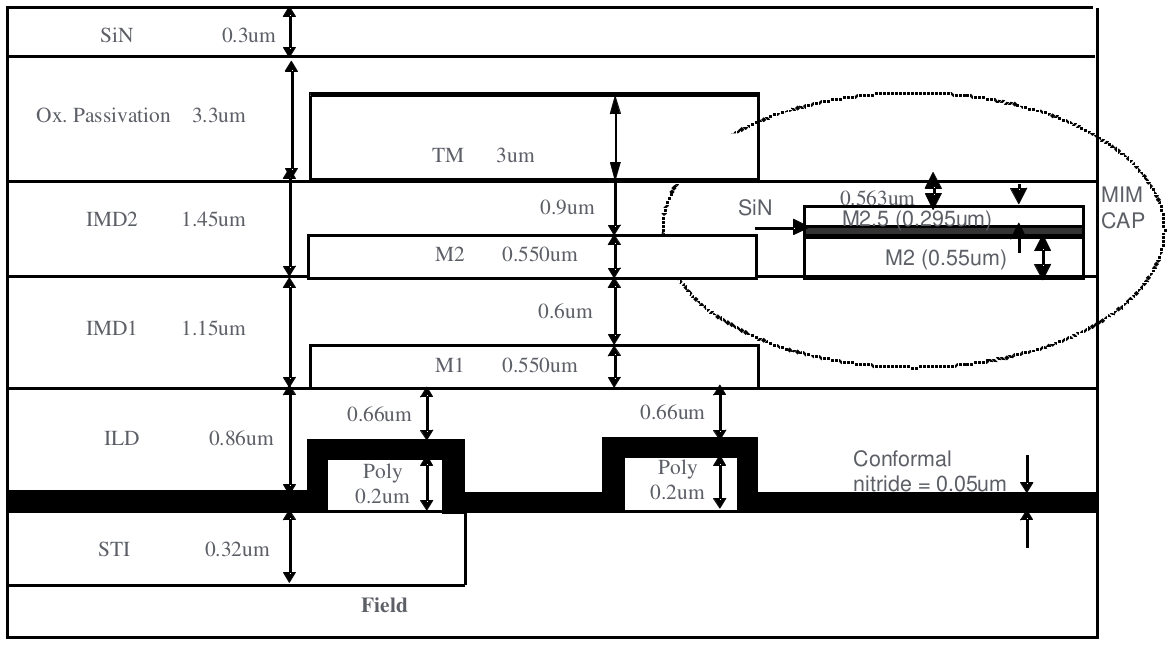 SiN 0.3um
Ox. Passivation 3.3um
TM 3um
IMD2 1.45um
0.9um
SiN
0.563um
M2.5 (0.295um)
MIM
CAP
M2 0.550um
M2 (0.55um)
IMD1 1.15um
0.6um
M1 0.550um
ILD 0.86um
0.66um
0.66um
Poly
0.2um
Poly
0.2um
Conformal
nitride = 0.05um
STI 0.32um
Field